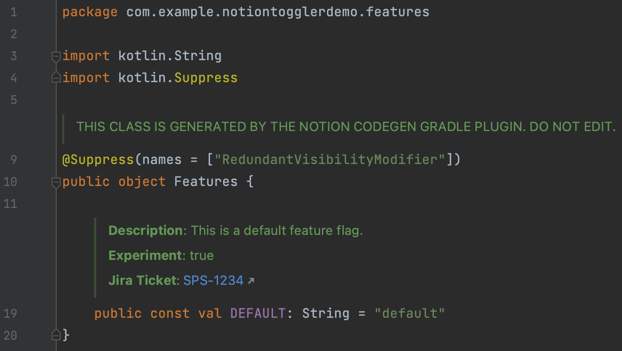 1 package com.example.notiontogglerdemo.features
2
3 import kotlin.String
4 import kotlin.Suppress
5
THIS CLASS IS GENERATED BY THE NOTION CODEGEN GRADLE PLUGIN. DO NOT EDIT.
9 @Suppress(names = ["RedundantVisibilityModifier"])
10 public object Features {
11
Description: This is a default feature flag.
Experiment: true
Jira Ticket: SPS-1234 ↗
19 public const val DEFAULT: String = "default"
20 }